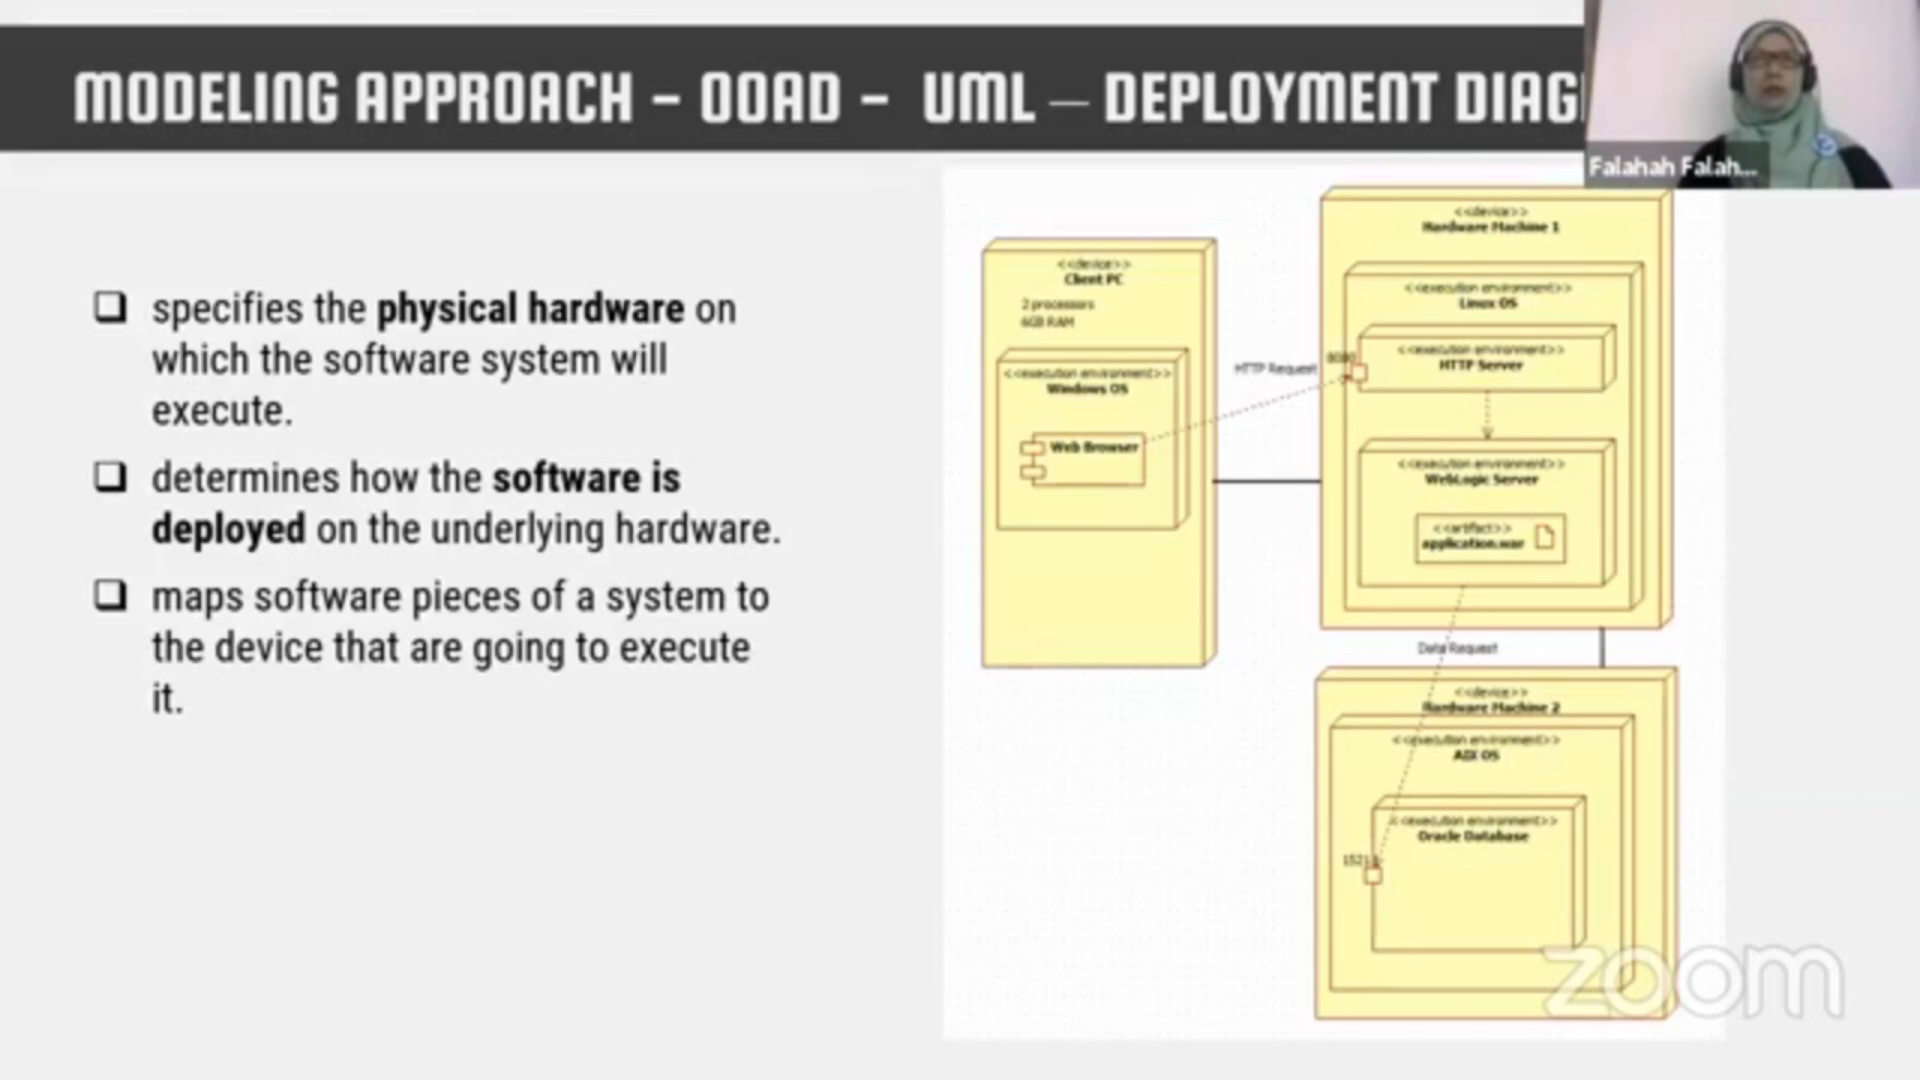 MODELING APPROACH – OOAD – UML – DEPLOYMENT DIAG
Falahah Falah...
❑ specifies the physical hardware on
which the software system will
execute.
❑ determines how the software is
deployed on the underlying hardware.
❑ maps software pieces of a system to
the device that are going to execute
it.
<<device>>
Client PC
2 processors
6GB RAM
<<execution environment>>
Windows OS
Web Browser
HTTP Request
<<device>>
Hardware Machine 1
<<execution environment>>
Linux OS
8080
<<execution environment>>
HTTP Server
<<execution environment>>
WebLogic Server
<<artifact>>
application.war
Data Request
<<device>>
Hardware Machine 2
<<execution environment>>
AIX OS
<<execution environment>>
Oracle Database
zoom